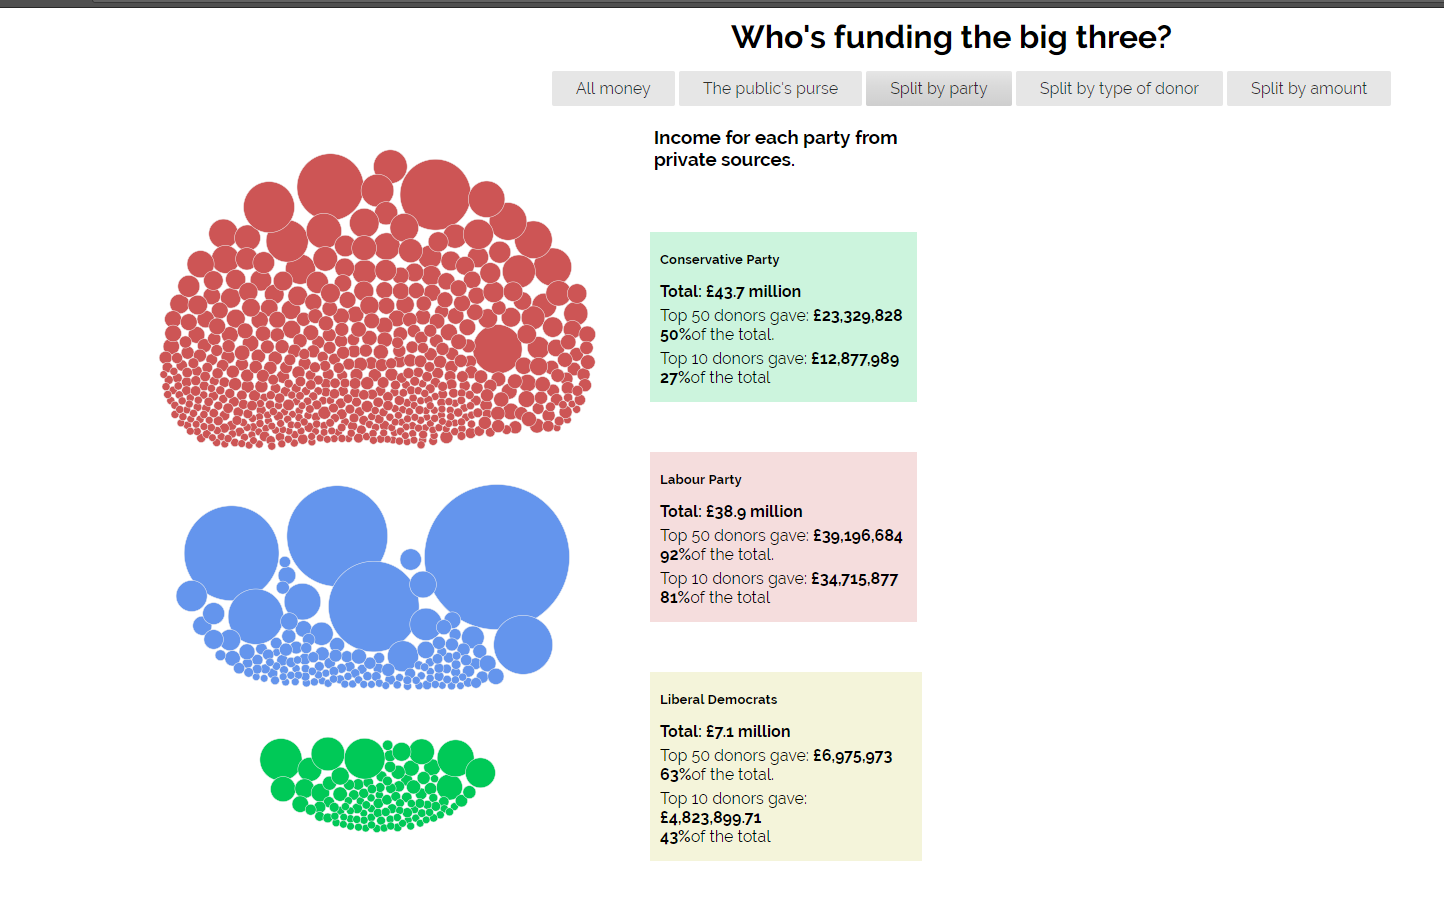 Who's funding the big three?
All money
The public's purse
Split by party
Split by type of donor
Split by amount
Income for each party from
private sources.
Conservative Party
Total: £43.7 million
Top 50 donors gave: £23,329,828
50%of the total.
Top 10 donors gave: £12,877,989
27%of the total
Labour Party
Total: £38.9 million
Top 50 donors gave: £39,196,684
92%of the total.
Top 10 donors gave: £34,715,877
81%of the total
Liberal Democrats
Total: £7.1 million
Top 50 donors gave: £6,975,973
63%of the total.
Top 10 donors gave:
£4,823,899.71
43%of the total